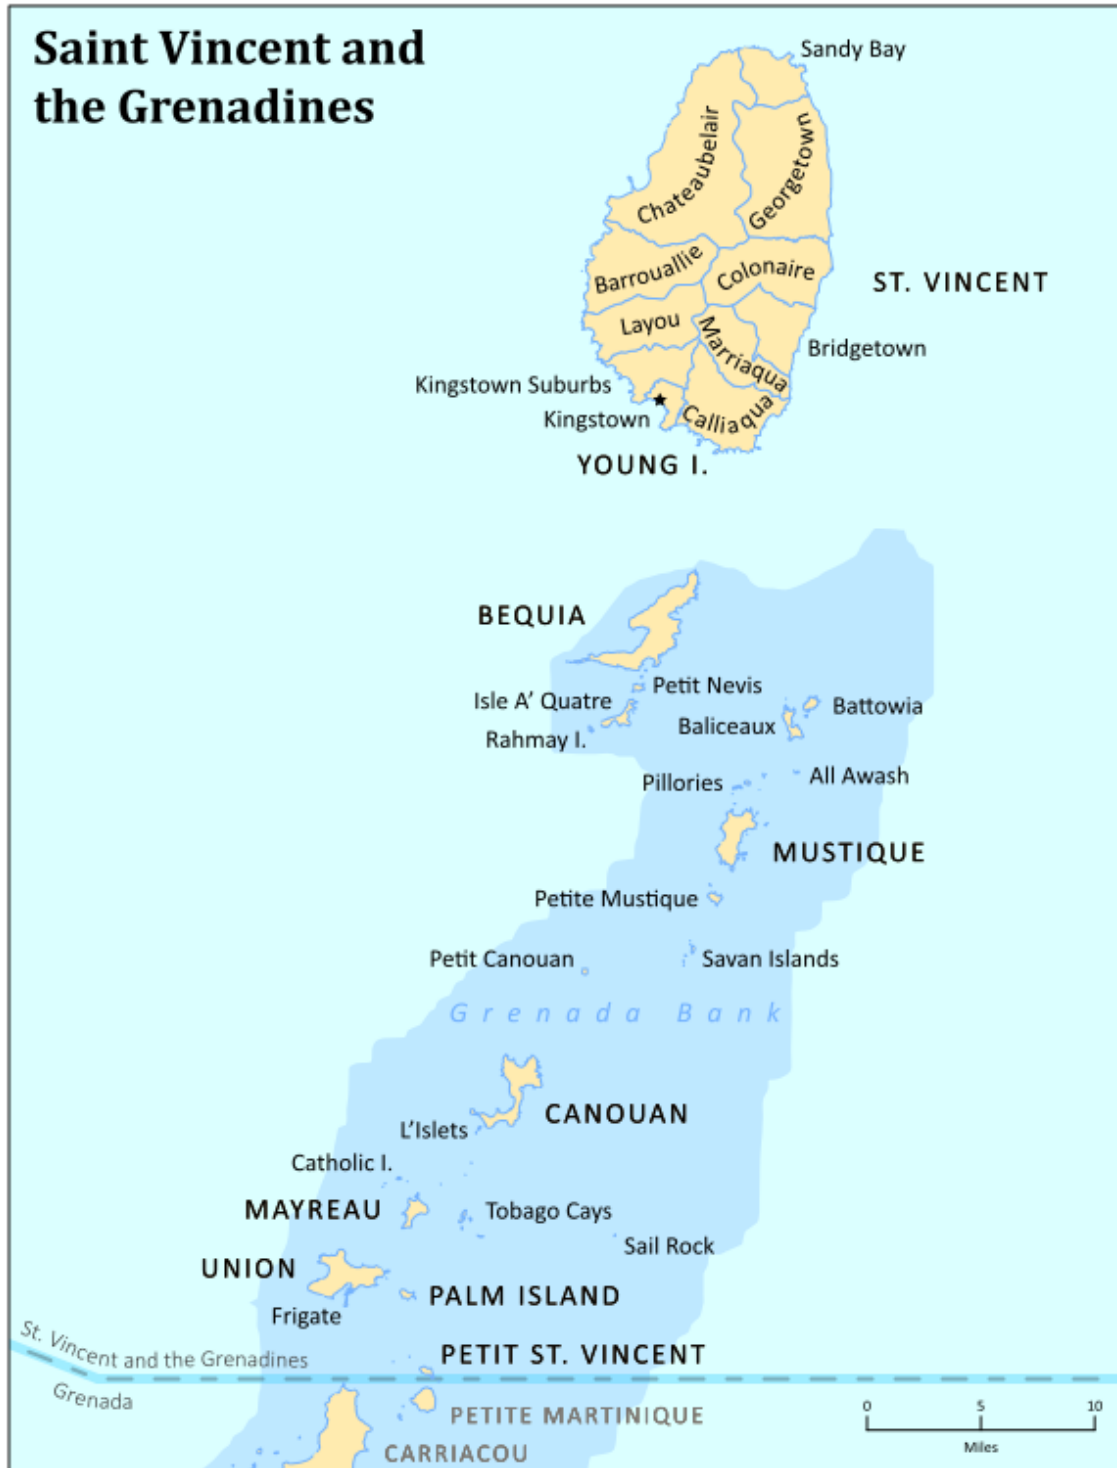 Saint Vincent and
the Grenadines
Sandy Bay
Chateaubelair
Georgetown
Barrouallie
Colonaire
ST. VINCENT
Layou
Marriaqua
Bridgetown
Kingstown Suburbs
Calliaqua
Kingstown
YOUNG I.
BEQUIA
Petit Nevis
Isle A' Quatre
Battowia
Baliceaux
Rahmay I.
All Awash
Pillories
MUSTIQUE
Petite Mustique
Petit Canouan
Savan Islands
Grenada Bank
CANOUAN
L'Islets
Catholic I.
MAYREAU
Tobago Cays
Sail Rock
UNION
PALM ISLAND
Frigate
St. Vincent and the Grenadines
PETIT ST. VINCENT
Grenada
PETITE MARTINIQUE
CARRIACOU
0 5 10
Miles